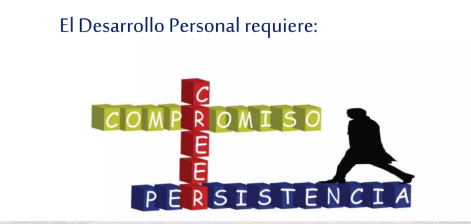 El Desarrollo Personal requiere:
CREER
COMPROMISO
PERSISTENCIA